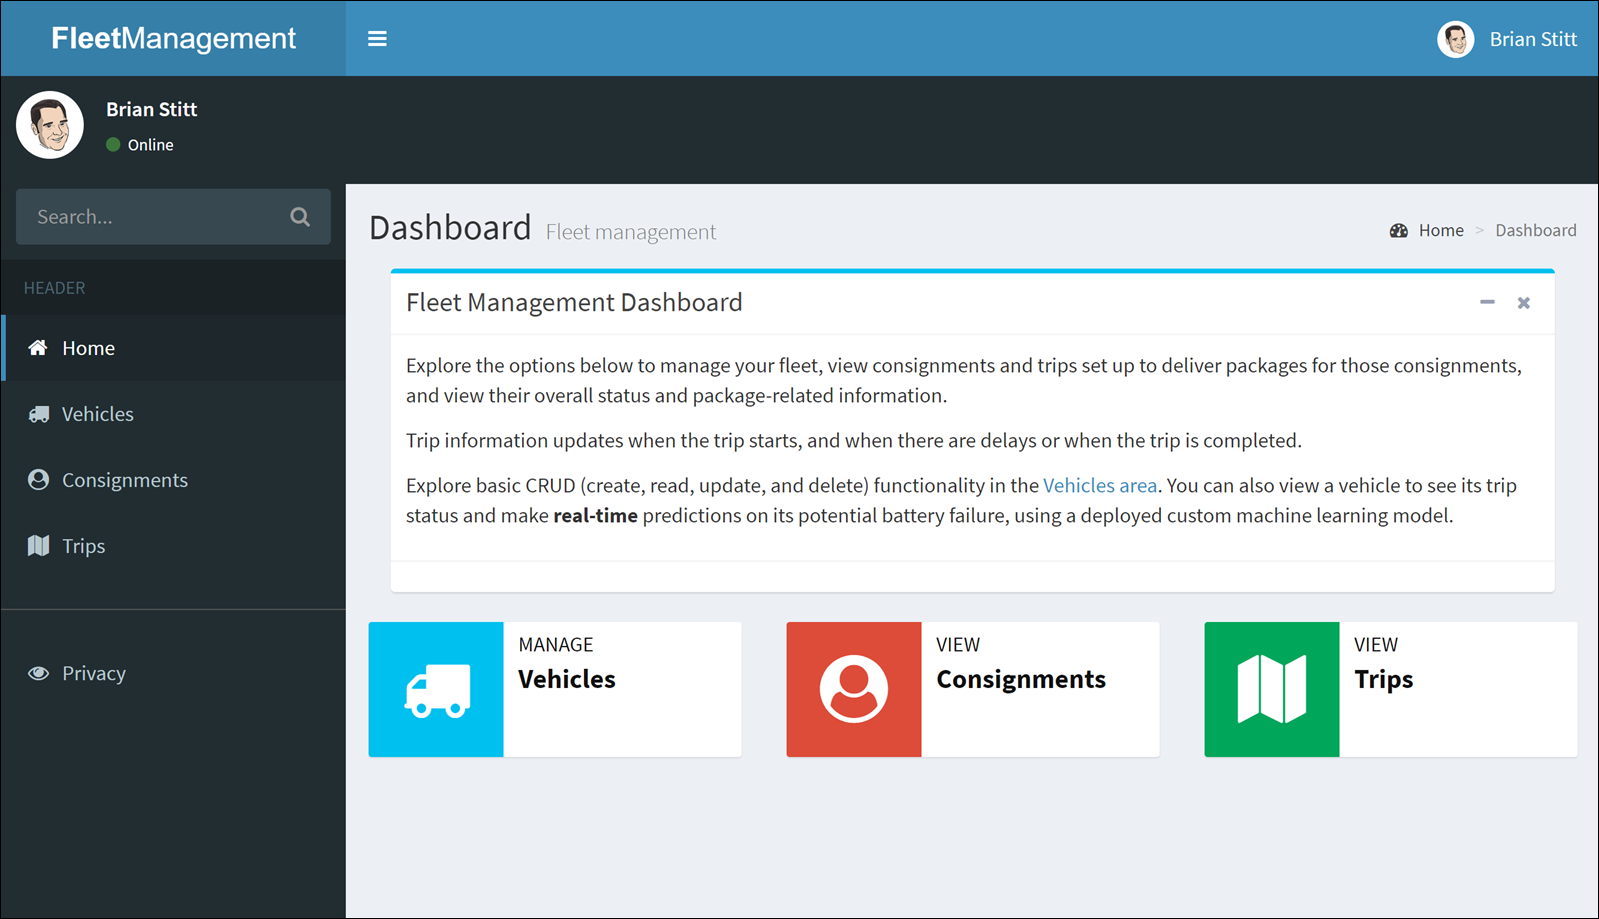 FleetManagement
Brian Stitt
Brian Stitt
Online
Search...
HEADER
Home
Vehicles
Consignments
Trips
Privacy
Dashboard Fleet management
Home > Dashboard
Fleet Management Dashboard
Explore the options below to manage your fleet, view consignments and trips set up to deliver packages for those consignments,
and view their overall status and package-related information.
Trip information updates when the trip starts, and when there are delays or when the trip is completed.
Explore basic CRUD (create, read, update, and delete) functionality in the Vehicles area. You can also view a vehicle to see its trip
status and make real-time predictions on its potential battery failure, using a deployed custom machine learning model.
MANAGE
Vehicles
VIEW
Consignments
VIEW
Trips